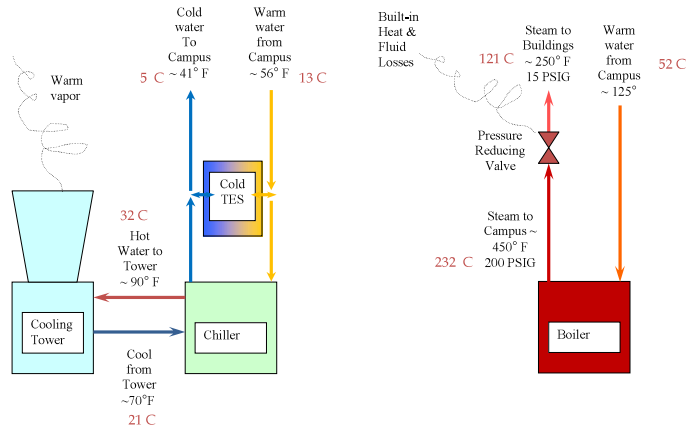 Cold
water
To
Campus
~ 41° F
5 C
Warm
water
from
Campus
~ 56° F
13 C
Warm
vapor
Cold
TES
32 C
Hot
Water to
Tower
~ 90° F
Cooling
Tower
Chiller
Cool
from
Tower
~70°F
21 C
Built-in
Heat &
Fluid
Losses
121 C
Steam to
Buildings
~ 250° F
15 PSIG
Warm
water
from
Campus
~ 125°
52 C
Pressure
Reducing
Valve
Steam to
Campus ~
450° F
200 PSIG
232 C
Boiler